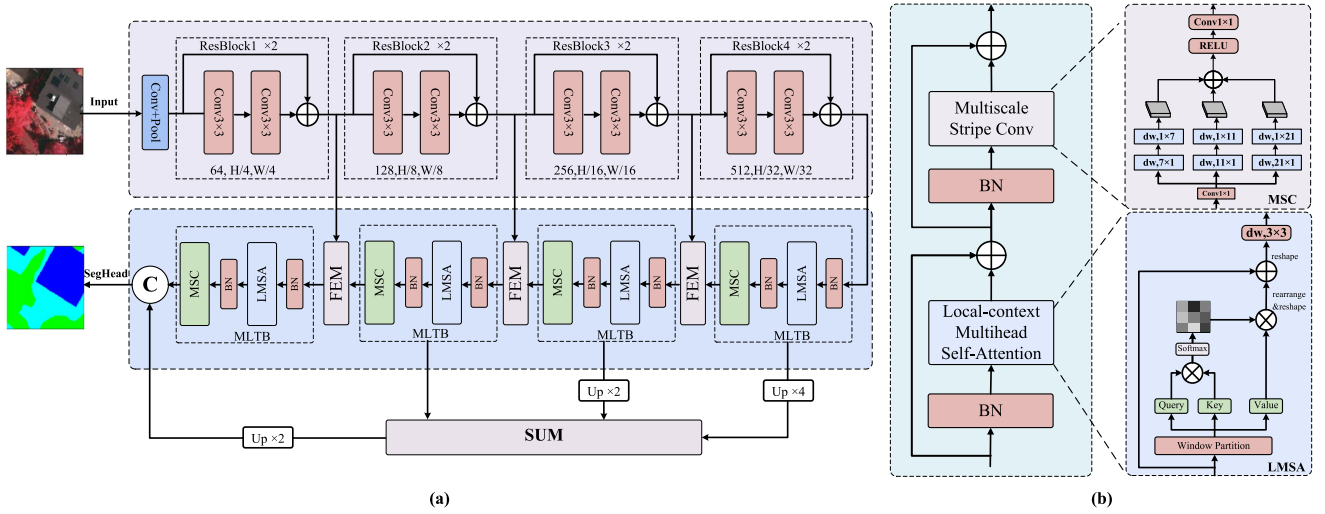 Input
Conv+Pool
ResBlock1 ×2
Conv3×3
Conv3×3
64, H/4,W/4
ResBlock2 ×2
Conv3×3
Conv3×3
128,H/8,W/8
ResBlock3 ×2
Conv3×3
Conv3×3
256,H/16,W/16
ResBlock4 ×2
Conv3×3
Conv3×3
512,H/32,W/32
SegHead
C
MSC
BN
LMSA
BN
MLTB
FEM
MSC
BN
LMSA
BN
MLTB
FEM
MSC
BN
LMSA
BN
MLTB
FEM
MSC
BN
LMSA
BN
MLTB
Up ×2
Up ×4
Up ×2
SUM
(a)
Multiscale
Stripe Conv
BN
Local-context
Multihead
Self-Attention
BN
Conv1×1
RELU
dw,1×7
dw,1×11
dw,1×21
dw,7×1
dw,11×1
dw,21×1
Conv1×1
MSC
dw,3×3
reshape
rearrange
&reshape
Softmax
Query
Key
Value
Window Partition
LMSA
(b)